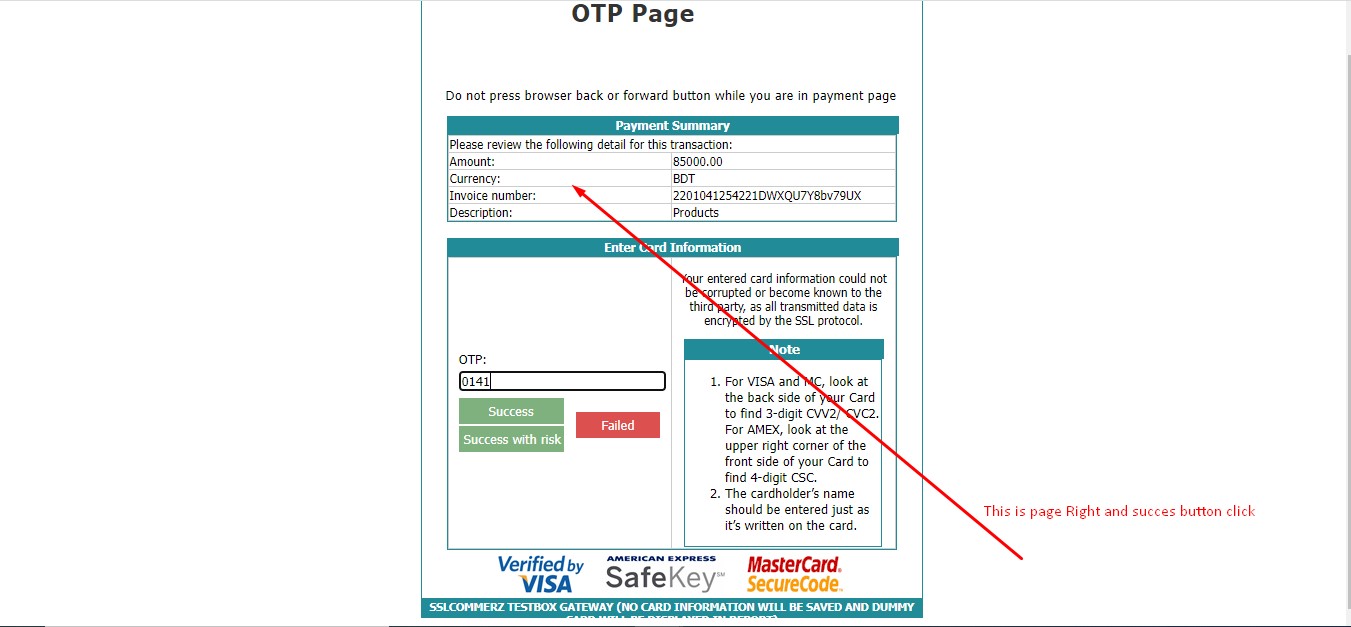 OTP Page
Do not press browser back or forward button while you are in payment page
Payment Summary
Please review the following detail for this transaction:
Amount: 85000.00
Currency: BDT
Invoice number: 2201041254221DWXQU7Y8bv79UX
Description: Products
Enter Card Information
Your entered card information could not
be corrupted or become known to the
third party, as all transmitted data is
encrypted by the SSL protocol.
OTP:
0141
Success
Success with risk
Failed
Note
1. For VISA and MC, look at
the back side of your Card
to find 3-digit CVV2/ CVC2.
For AMEX, look at the
upper right corner of the
front side of your Card to
find 4-digit CSC.
2. The cardholder's name
should be entered just as
it's written on the card.
This is page Right and succes button click
Verified by
VISA
AMERICAN EXPRESS
SafeKey℠
MasterCard.
SecureCode.
SSLCOMMERZ TESTBOX GATEWAY (NO CARD INFORMATION WILL BE SAVED AND DUMMY
CARD WILL BE DISPLAYED IN REPORT)